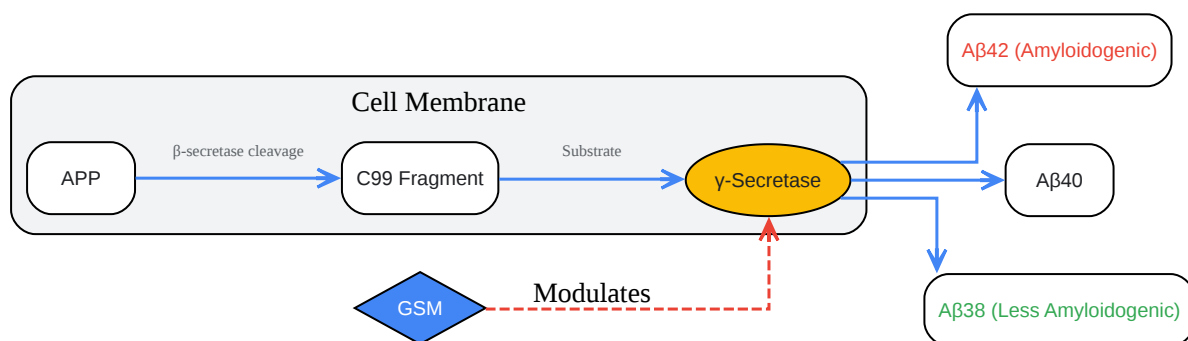 Aβ42 (Amyloidogenic)
Cell Membrane
β-secretase cleavage
Substrate
APP
C99 Fragment
γ-Secretase
Aβ40
Modulates
GSM
Aβ38 (Less Amyloidogenic)